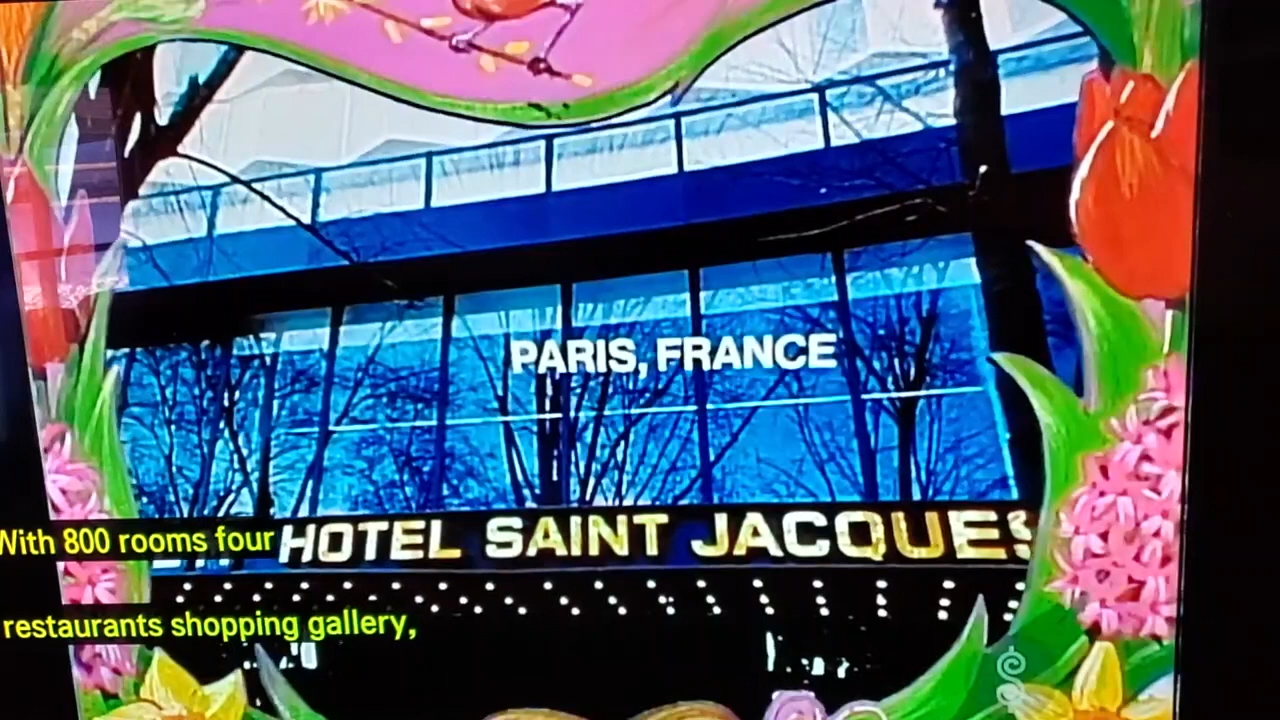 PARIS, FRANCE
With 800 rooms four
HOTEL SAINT JACQUES
restaurants shopping gallery,